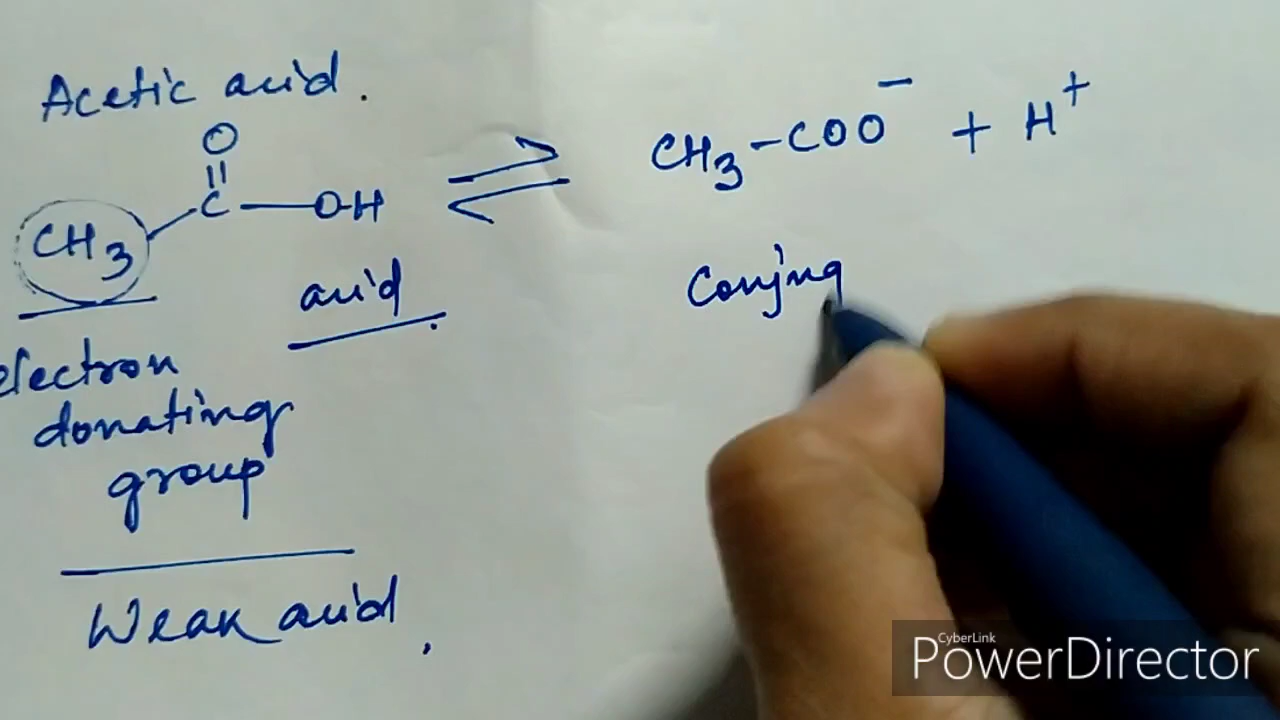 Acetic acid.
O
CH3 C OH ⇌ CH3-COO⁻ + H⁺
acid.
Conjug
electron
donating
group
Weak acid.
CyberLink
PowerDirector